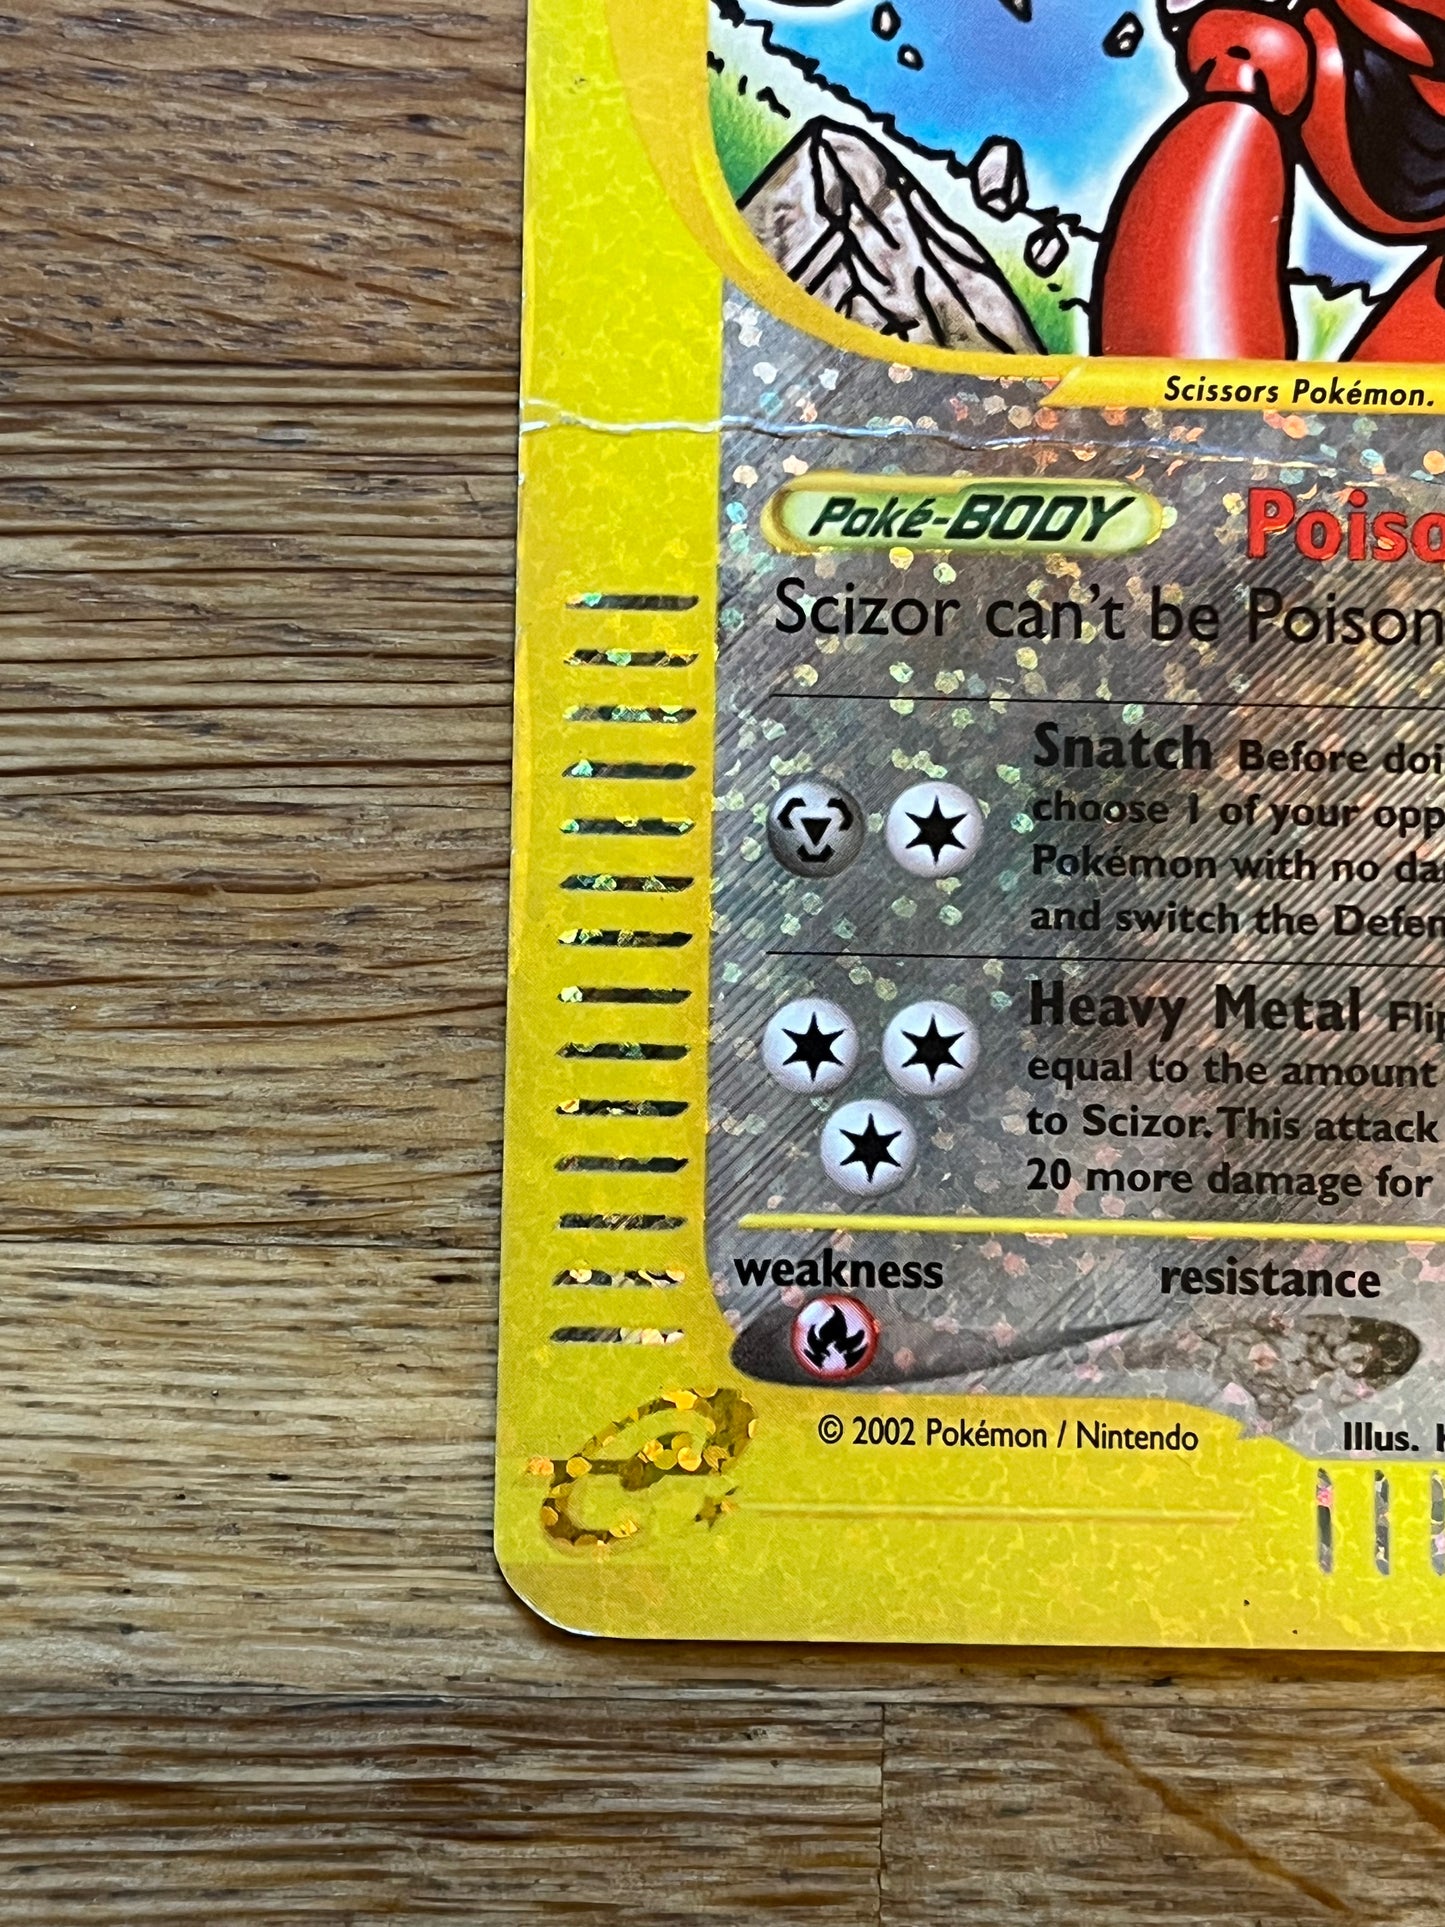 Scissors Pokémon.
Poké-BODY
Scizor can't be Poison
Snatch Before doi
choose 1 of your opp
Pokémon with no da
and switch the Defen
Heavy Metal Flip
equal to the amount
to Scizor. This attack
20 more damage for
weakness resistance
© 2002 Pokémon / Nintendo Illus.